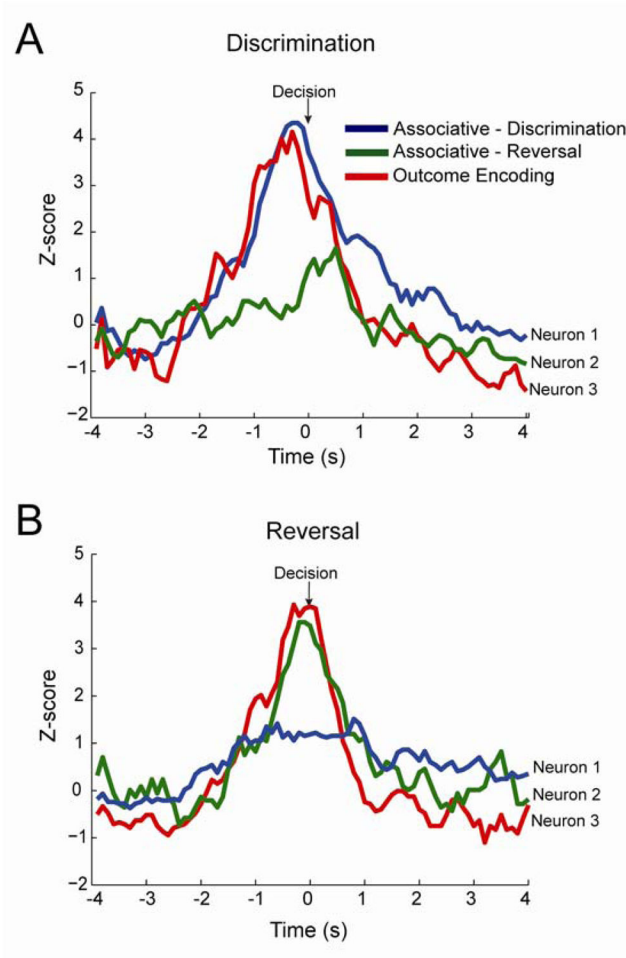 A
Discrimination
Decision
Associative - Discrimination
Associative - Reversal
Outcome Encoding
Z-score
5
4
3
2
1
0
−1
−2
Neuron 1
Neuron 2
Neuron 3
-4 -3 -2 -1 0 1 2 3 4
Time (s)
B
Reversal
Decision
Z-score
5
4
3
2
1
0
−1
−2
Neuron 1
Neuron 2
Neuron 3
-4 -3 -2 -1 0 1 2 3 4
Time (s)